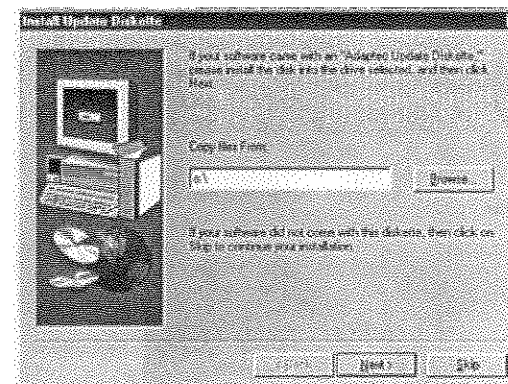 Install Update Diskette
If your software came with an "Adaptec Update Diskette,"
please install the disk into the drive selected, and then click
Next.
Copy files From:
a:\
Browse...
If your software did not come with this diskette, then click on
Skip to continue your installation.
Next >
Skip